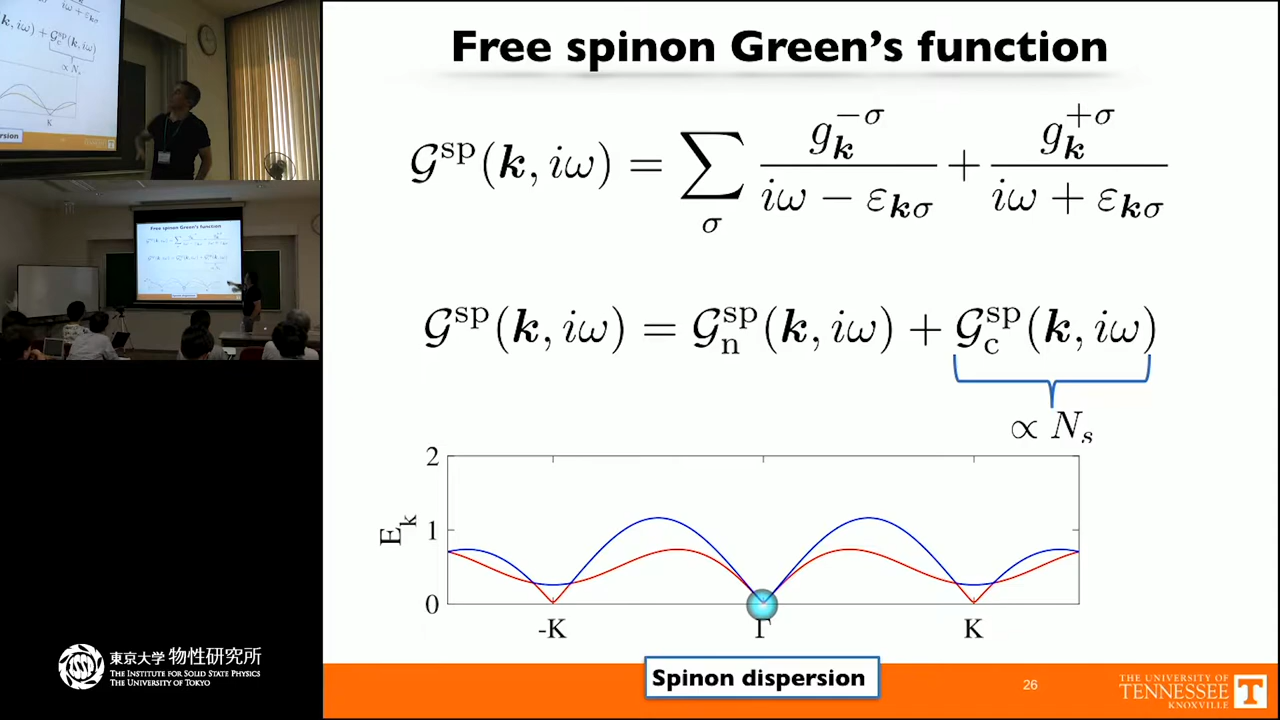 Free spinon Green's function
𝒢^sp(k, iω) = ∑_σ g_k^{-σ} / (iω − ε_{kσ}) + g_k^{+σ} / (iω + ε_{kσ})
𝒢^sp(k, iω) = 𝒢_n^sp(k, iω) + 𝒢_c^sp(k, iω)
∝ N_s
2
1
0
E_k
-K
Γ
K
Spinon dispersion
26
THE UNIVERSITY OF
TENNESSEE
KNOXVILLE
T
東京大学 物性研究所
THE INSTITUTE FOR SOLID STATE PHYSICS
THE UNIVERSITY OF TOKYO